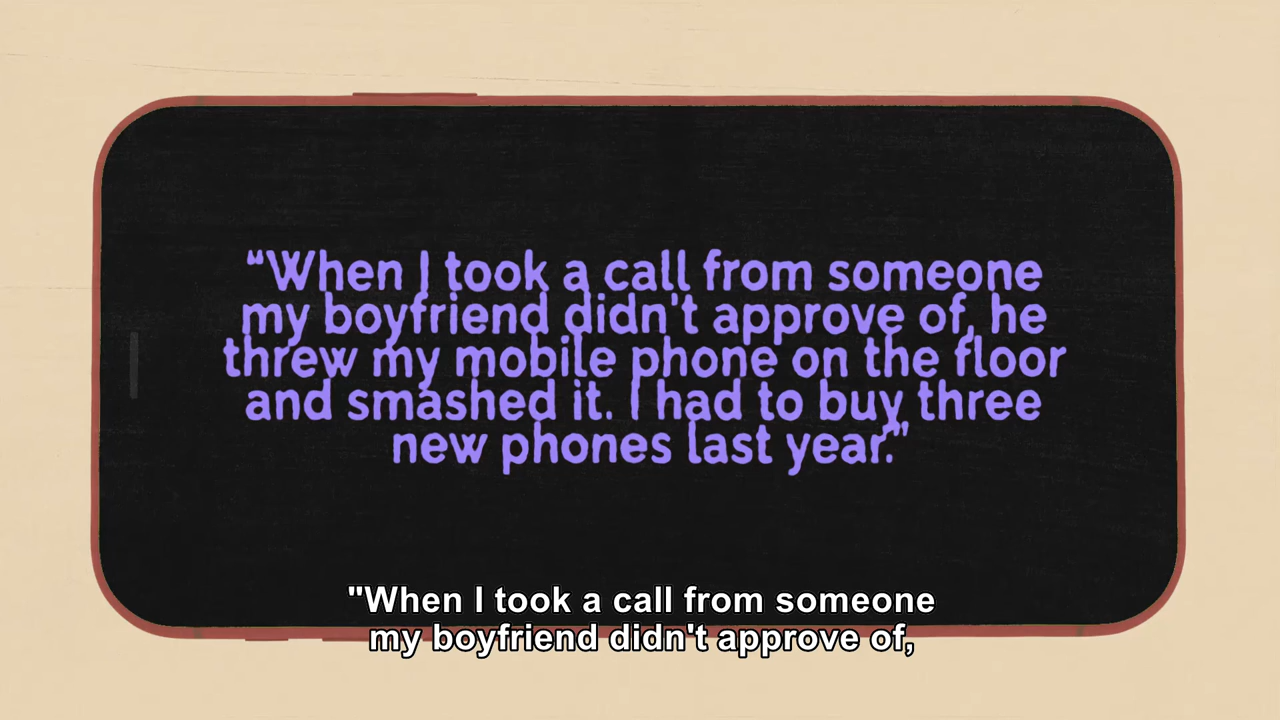 “When I took a call from someone
my boyfriend didn't approve of, he
threw my mobile phone on the floor
and smashed it. I had to buy three
new phones last year.”
"When I took a call from someone
my boyfriend didn't approve of,